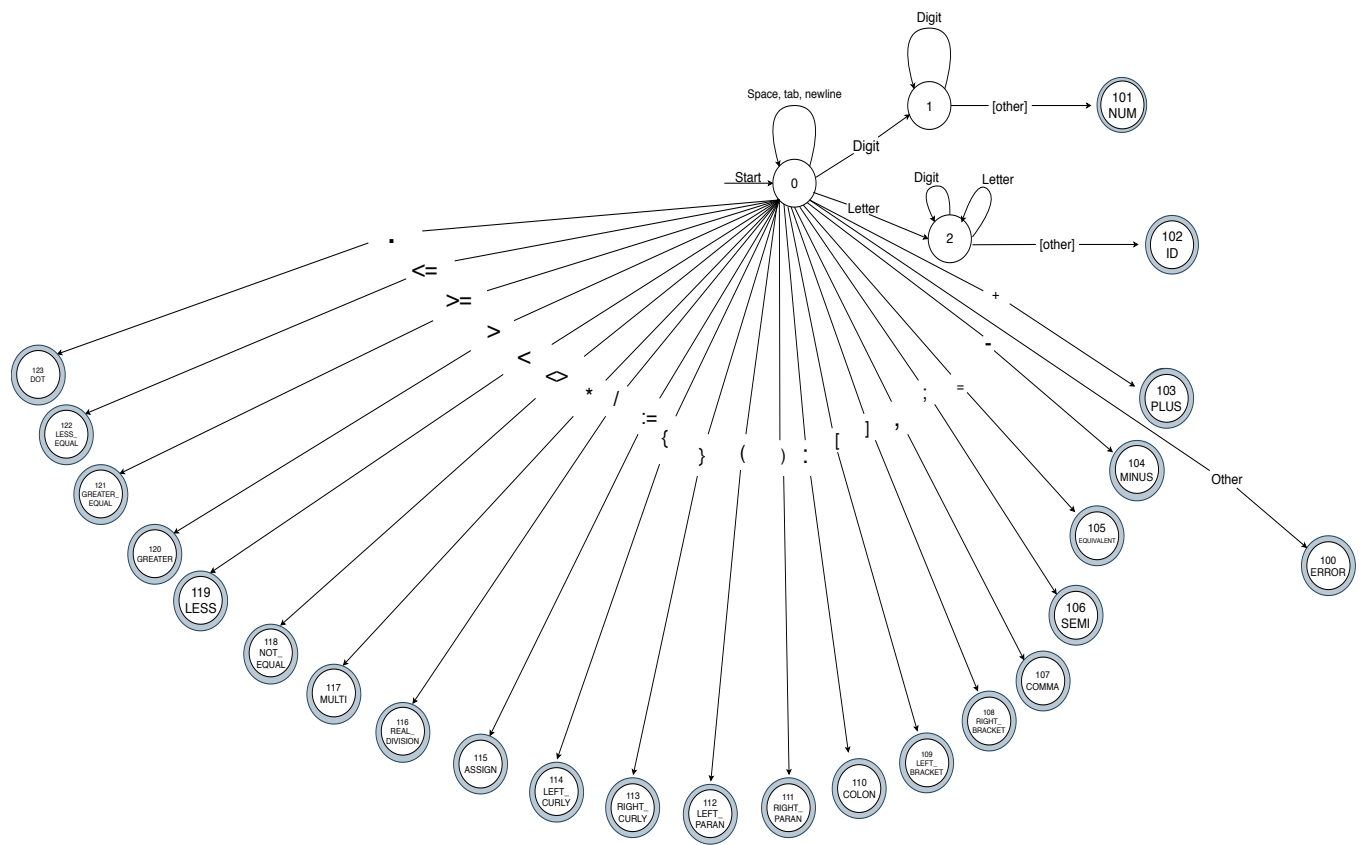 Digit
Space, tab, newline
1
[other]
101
NUM
Digit
Start
0
Digit
Letter
Letter
2
[other]
102
ID
.
<=
>=
>
<
<>
*
/
:=
{
}
(
)
:
[
]
,
;
=
-
+
Other
123
DOT
122
LESS_
EQUAL
121
GREATER_
EQUAL
120
GREATER
119
LESS
118
NOT_
EQUAL
117
MULTI
116
REAL_
DIVISION
115
ASSIGN
114
LEFT_
CURLY
113
RIGHT_
CURLY
112
LEFT_
PARAN
111
RIGHT_
PARAN
110
COLON
109
LEFT_
BRACKET
108
RIGHT_
BRACKET
107
COMMA
106
SEMI
105
EQUIVALENT
104
MINUS
103
PLUS
100
ERROR